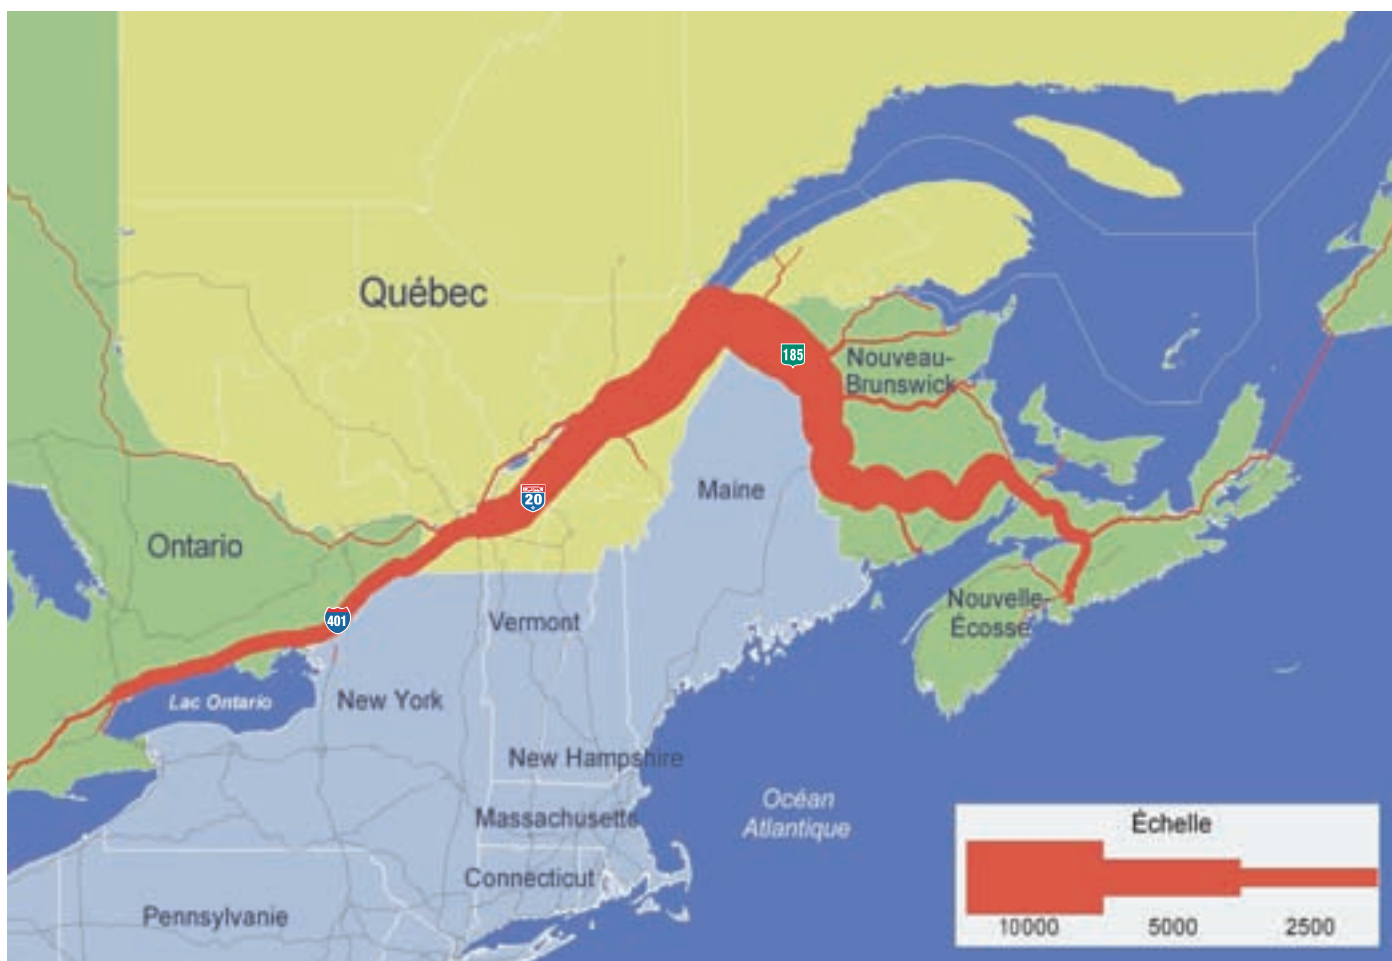 Québec
185
Nouveau-
Brunswick
Maine
20
Ontario
401
Vermont
Nouvelle-
Écosse
Lac Ontario
New York
New Hampshire
Océan
Atlantique
Massachusetts
Connecticut
Pennsylvanie
Échelle
10000
5000
2500